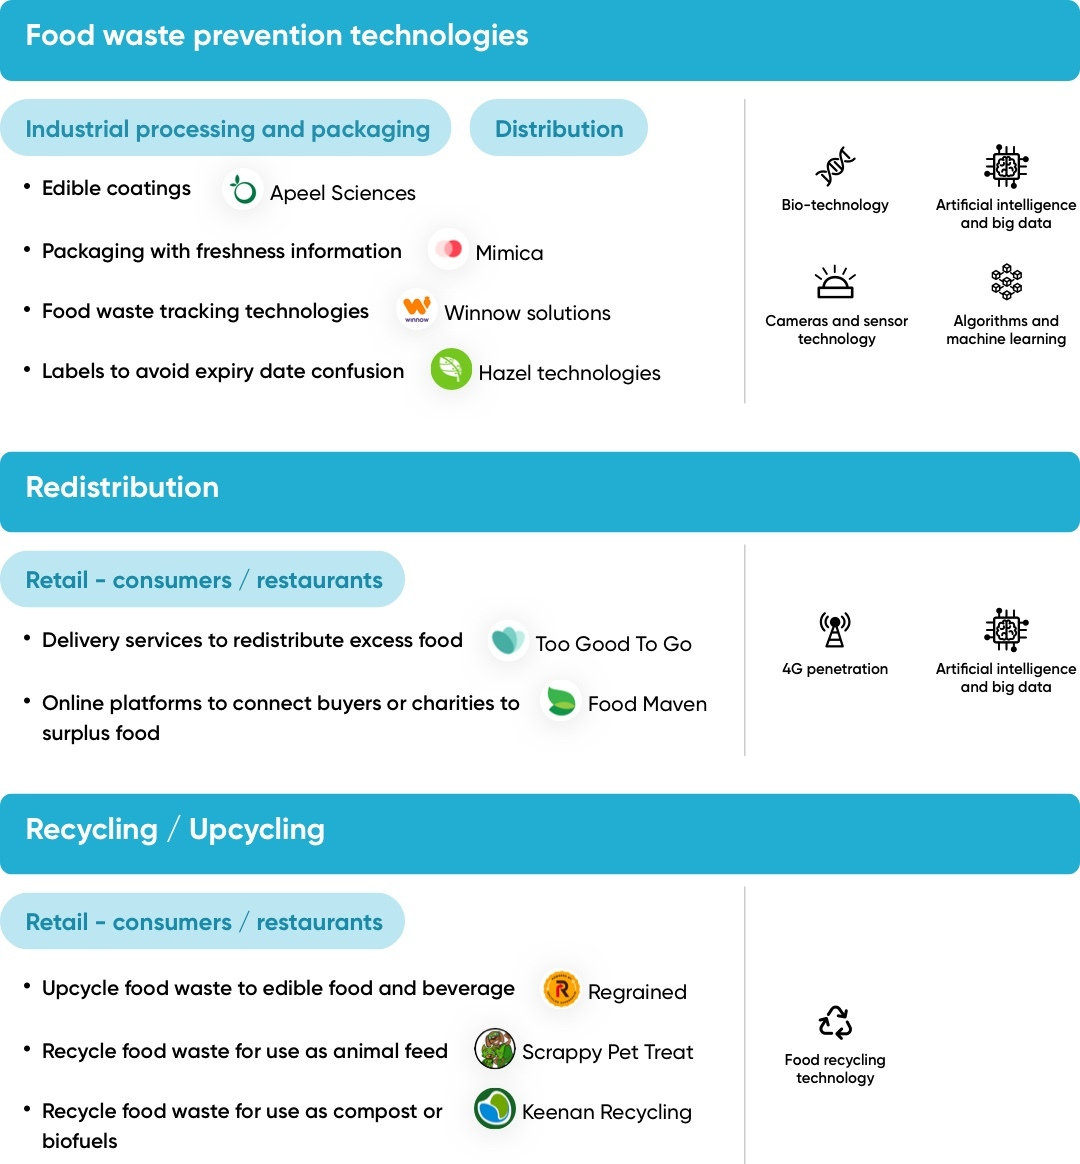 Food waste prevention technologies
Industrial processing and packaging
Distribution
• Edible coatings
Apeel Sciences
• Packaging with freshness information
Mimica
• Food waste tracking technologies
WINNOW
Winnow solutions
• Labels to avoid expiry date confusion
Hazel technologies
Bio-technology
Artificial intelligence
and big data
Cameras and sensor
technology
Algorithms and
machine learning
Redistribution
Retail - consumers / restaurants
• Delivery services to redistribute excess food
Too Good To Go
• Online platforms to connect buyers or charities to
surplus food
Food Maven
4G penetration
Artificial intelligence
and big data
Recycling / Upcycling
Retail - consumers / restaurants
• Upcycle food waste to edible food and beverage
R
Regrained
• Recycle food waste for use as animal feed
Scrappy Pet Treat
• Recycle food waste for use as compost or
biofuels
Keenan Recycling
Food recycling
technology